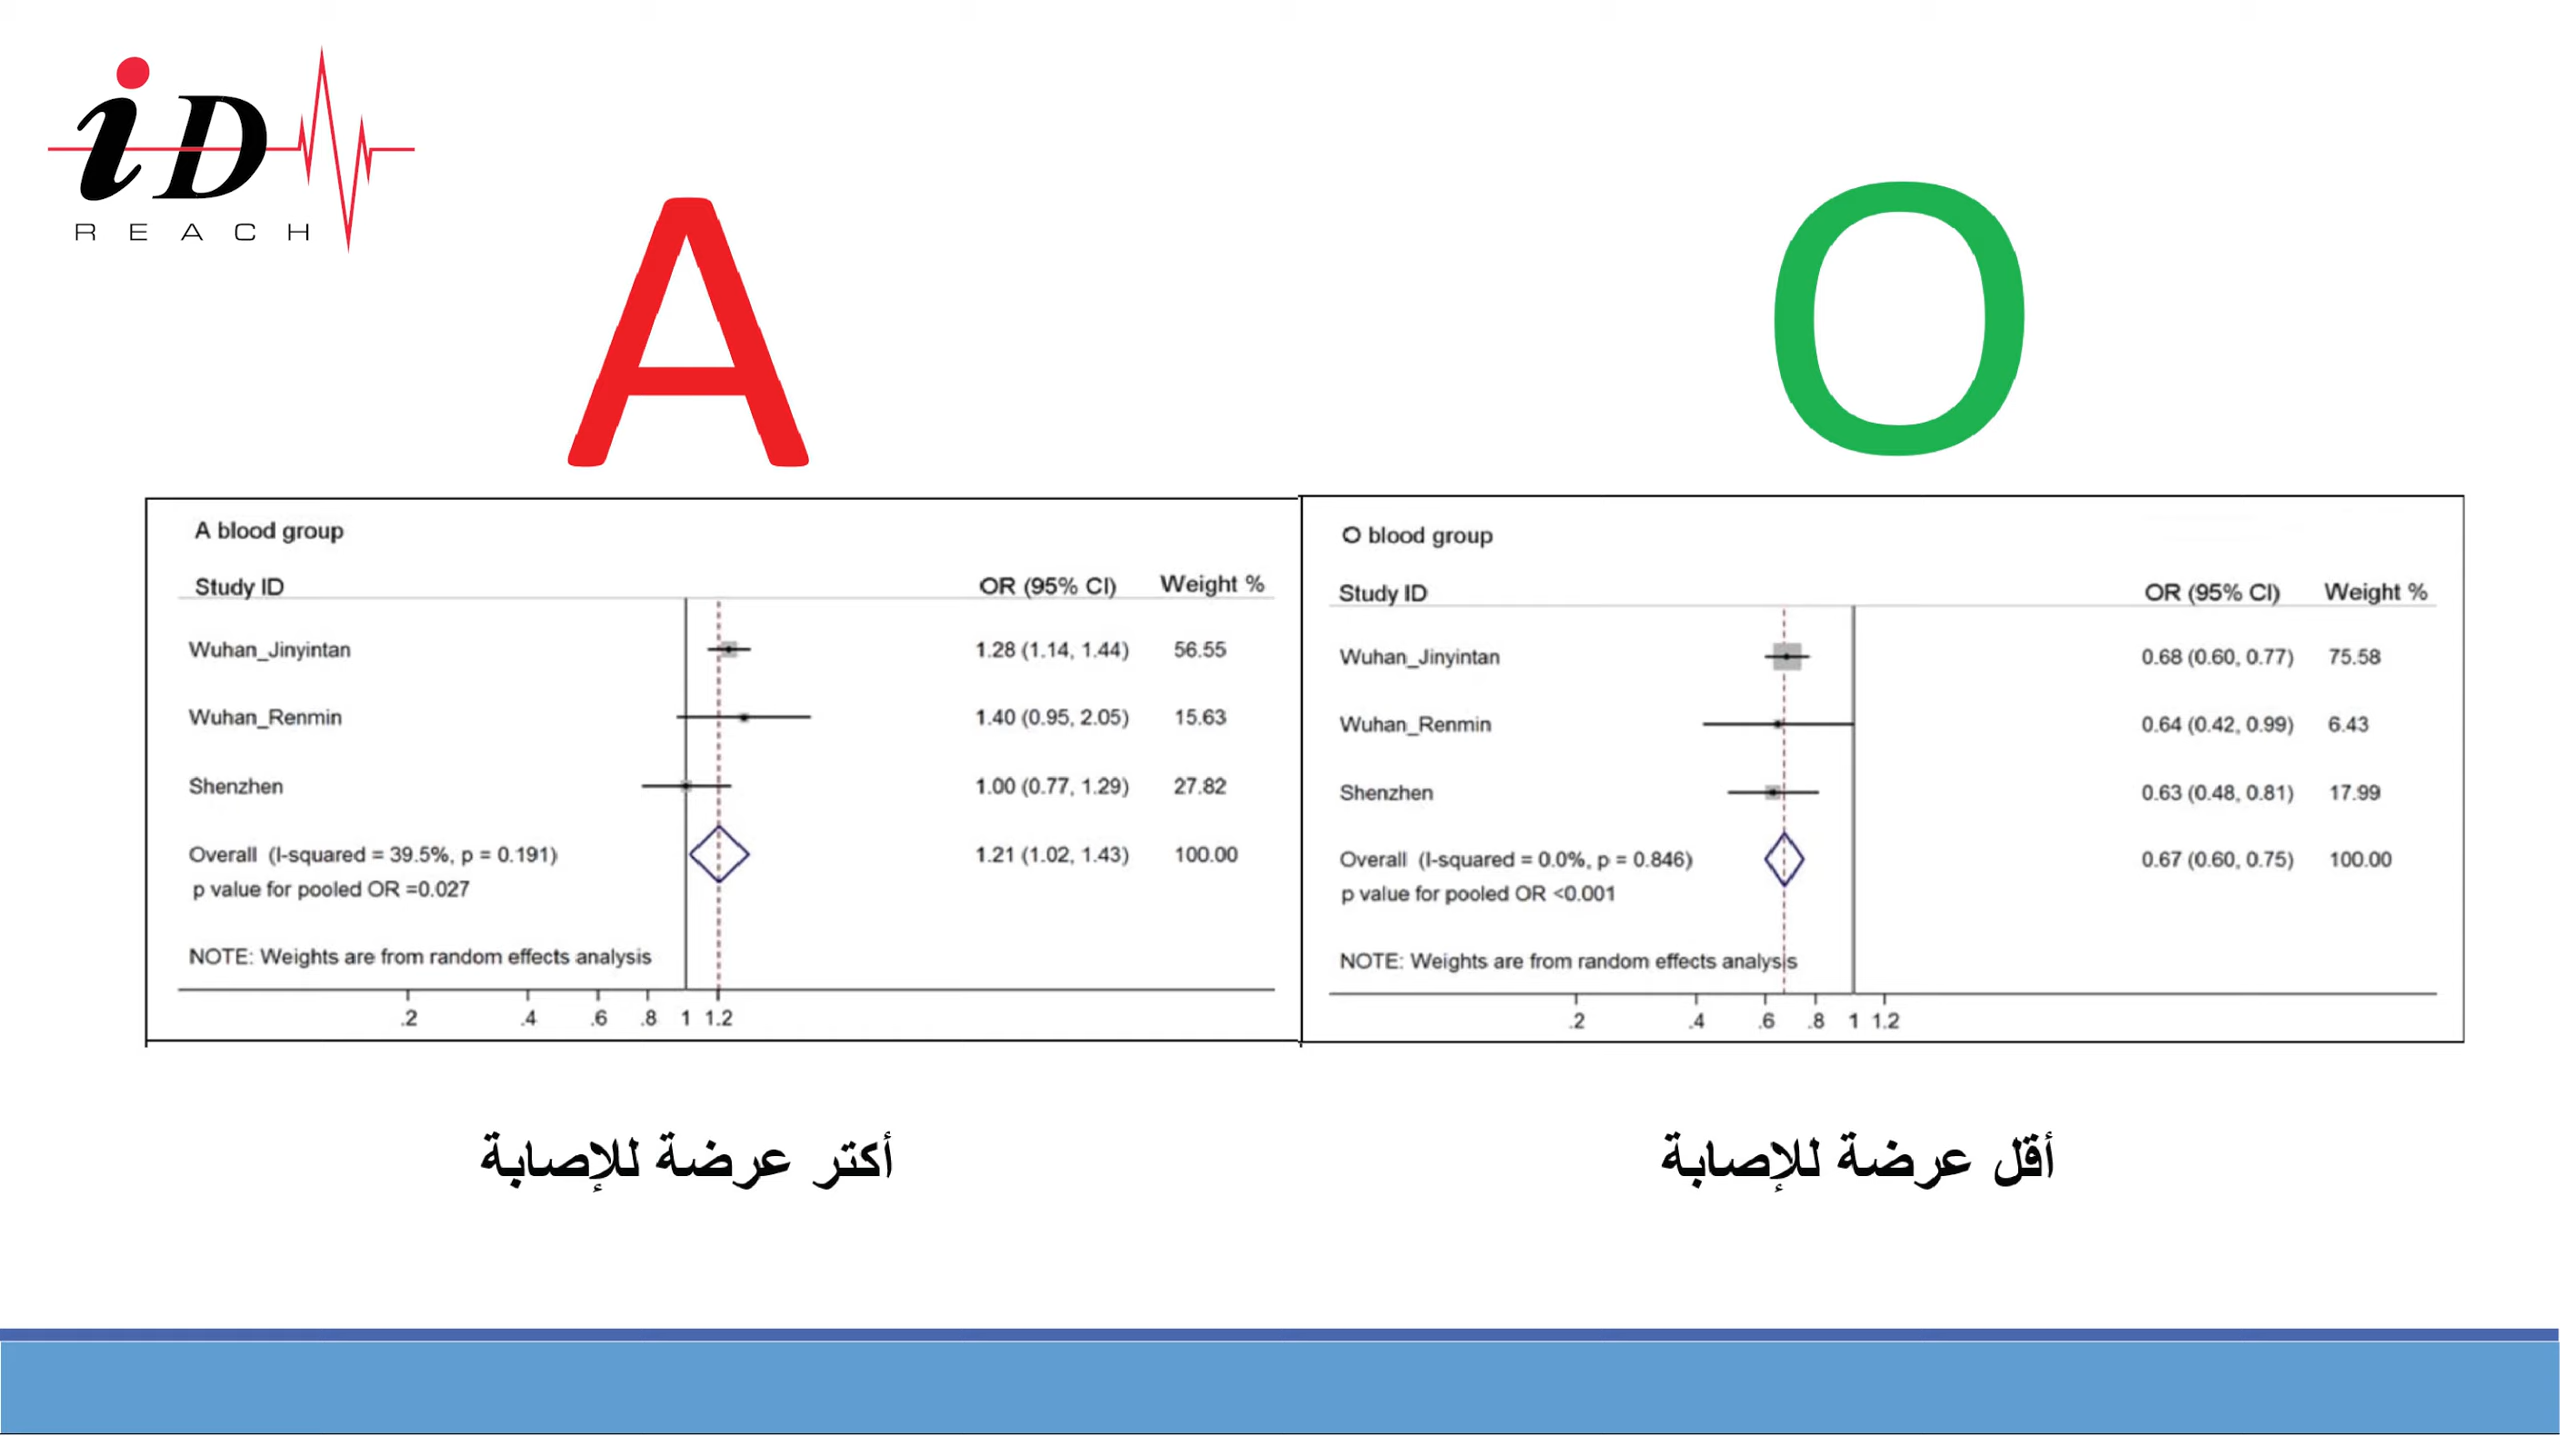 iD
REACH
A
O
A blood group
Study ID OR (95% CI) Weight %
Wuhan_Jinyintan 1.28 (1.14, 1.44) 56.55
Wuhan_Renmin 1.40 (0.95, 2.05) 15.63
Shenzhen 1.00 (0.77, 1.29) 27.82
Overall (I-squared = 39.5%, p = 0.191) 1.21 (1.02, 1.43) 100.00
p value for pooled OR =0.027
NOTE: Weights are from random effects analysis
.2 .4 .6 .8 1 1.2
O blood group
Study ID OR (95% CI) Weight %
Wuhan_Jinyintan 0.68 (0.60, 0.77) 75.58
Wuhan_Renmin 0.64 (0.42, 0.99) 6.43
Shenzhen 0.63 (0.48, 0.81) 17.99
Overall (I-squared = 0.0%, p = 0.846) 0.67 (0.60, 0.75) 100.00
p value for pooled OR <0.001
NOTE: Weights are from random effects analysis
.2 .4 .6 .8 1 1.2
أكتر عرضة للإصابة
أقل عرضة للإصابة